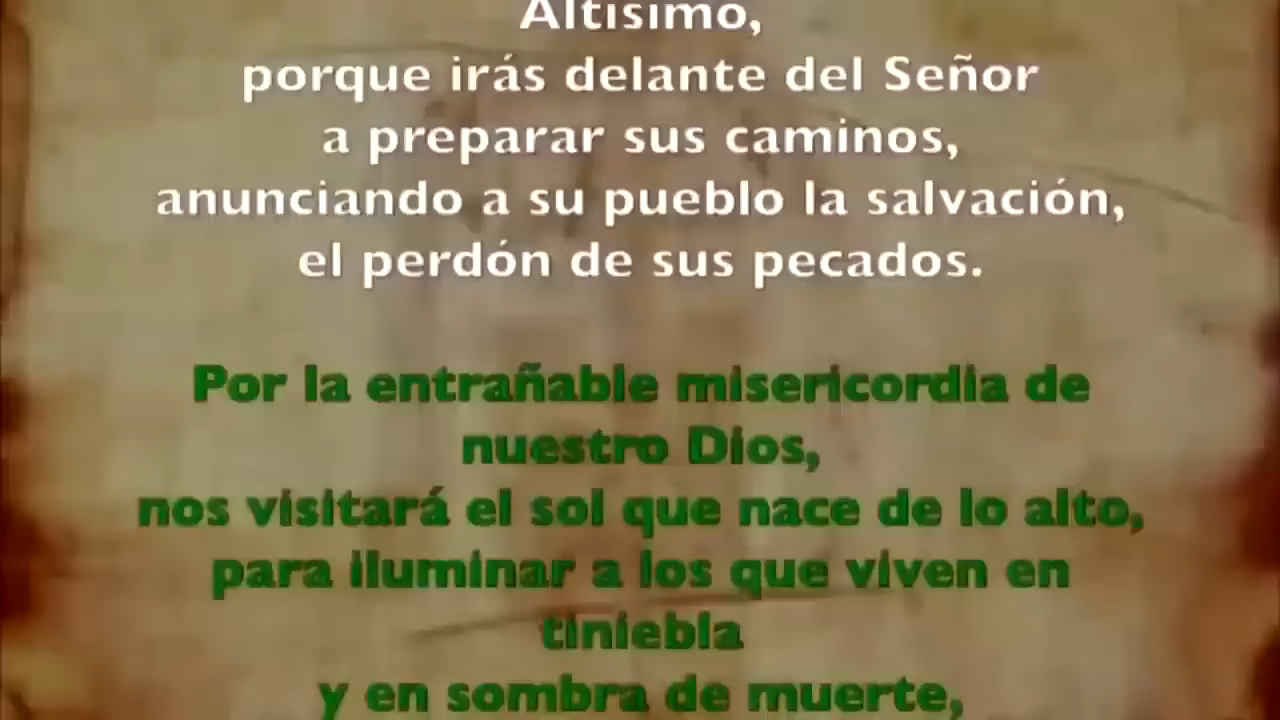 Altísimo,
porque irás delante del Señor
a preparar sus caminos,
anunciando a su pueblo la salvación,
el perdón de sus pecados.
Por la entrañable misericordia de
nuestro Dios,
nos visitará el sol que nace de lo alto,
para iluminar a los que viven en
tiniebla
y en sombra de muerte,